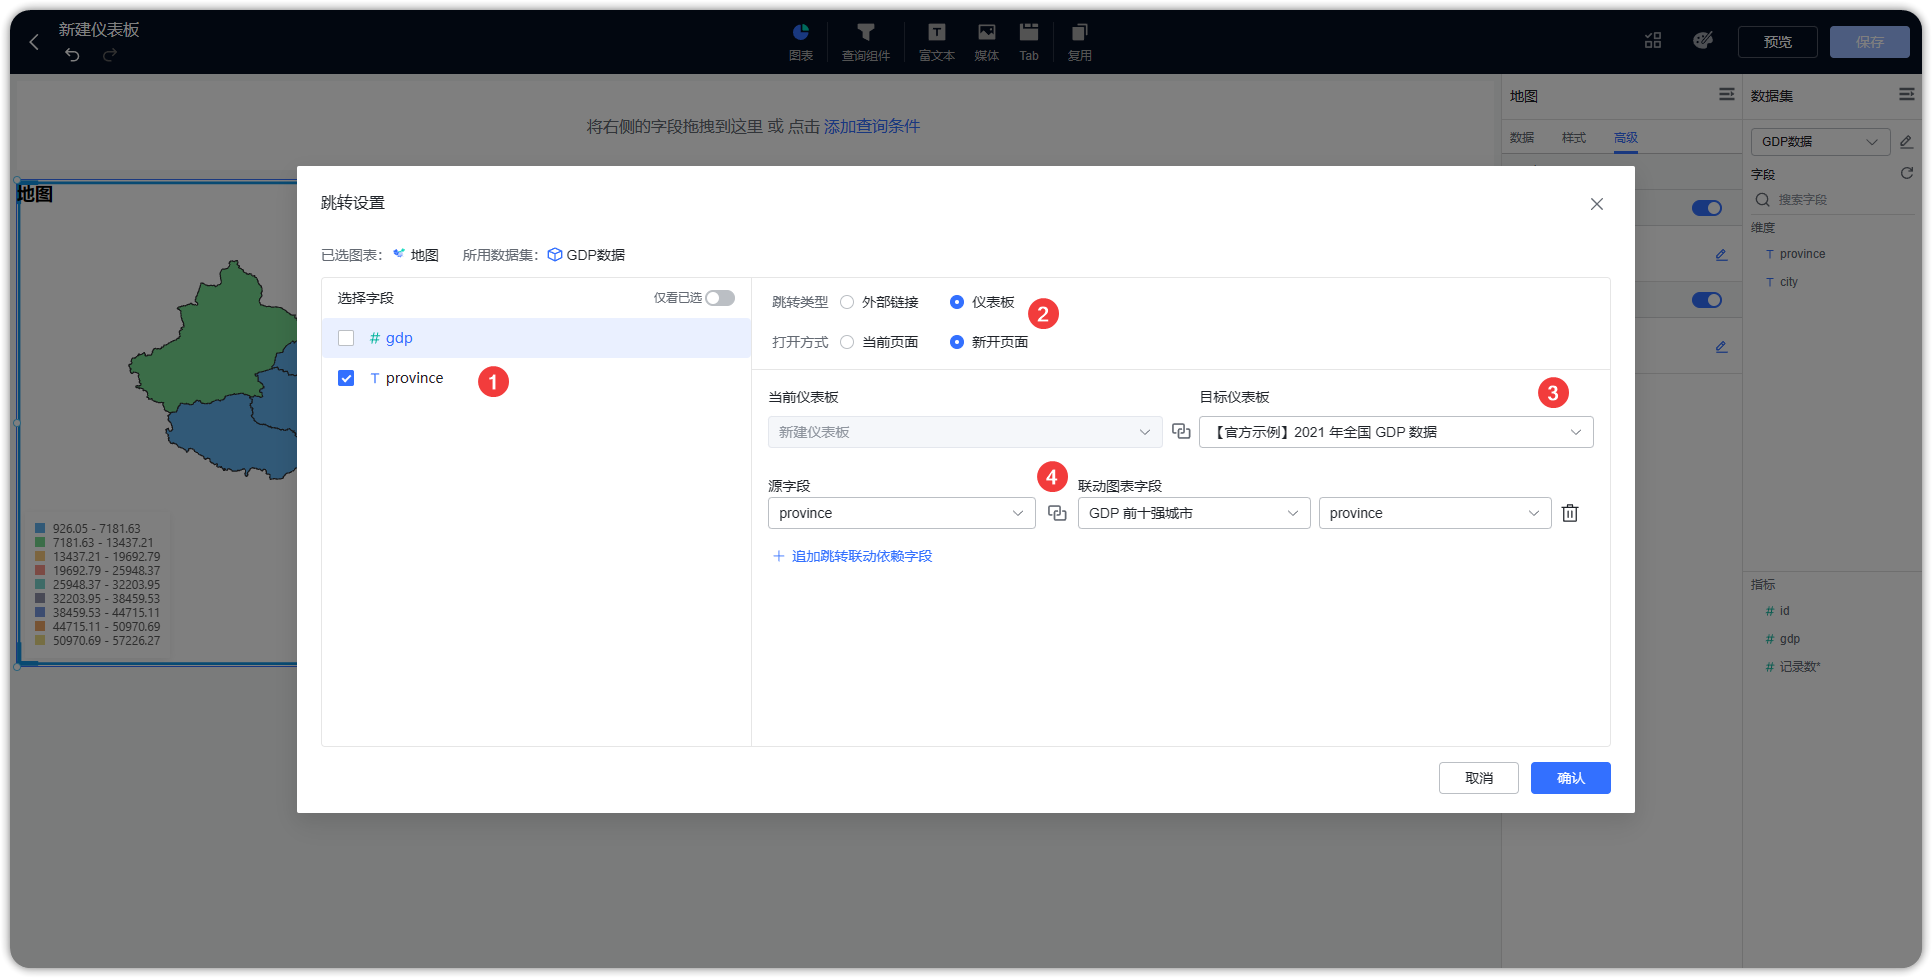 新建仪表板
图表
查询组件
富文本
媒体
Tab
复用
预览
保存
将右侧的字段拖拽到这里 或 点击 添加查询条件
地图
数据
样式
高级
数据集
GDP数据
字段
搜索字段
维度
T province
T city
指标
# id
# gdp
# 记录数*
地图
926.05 - 7181.63
7181.63 - 13437.21
13437.21 - 19692.79
19692.79 - 25948.37
25948.37 - 32203.95
32203.95 - 38459.53
38459.53 - 44715.11
44715.11 - 50970.69
50970.69 - 57226.27
跳转设置
已选图表： 地图 所用数据集： GDP数据
选择字段
仅看已选
# gdp
T province
1
跳转类型 外部链接 仪表板
2
打开方式 当前页面 新开页面
当前仪表板
目标仪表板
3
新建仪表板
【官方示例】2021 年全国 GDP 数据
4
源字段
联动图表字段
province
GDP 前十强城市
province
+ 追加跳转联动依赖字段
取消
确认